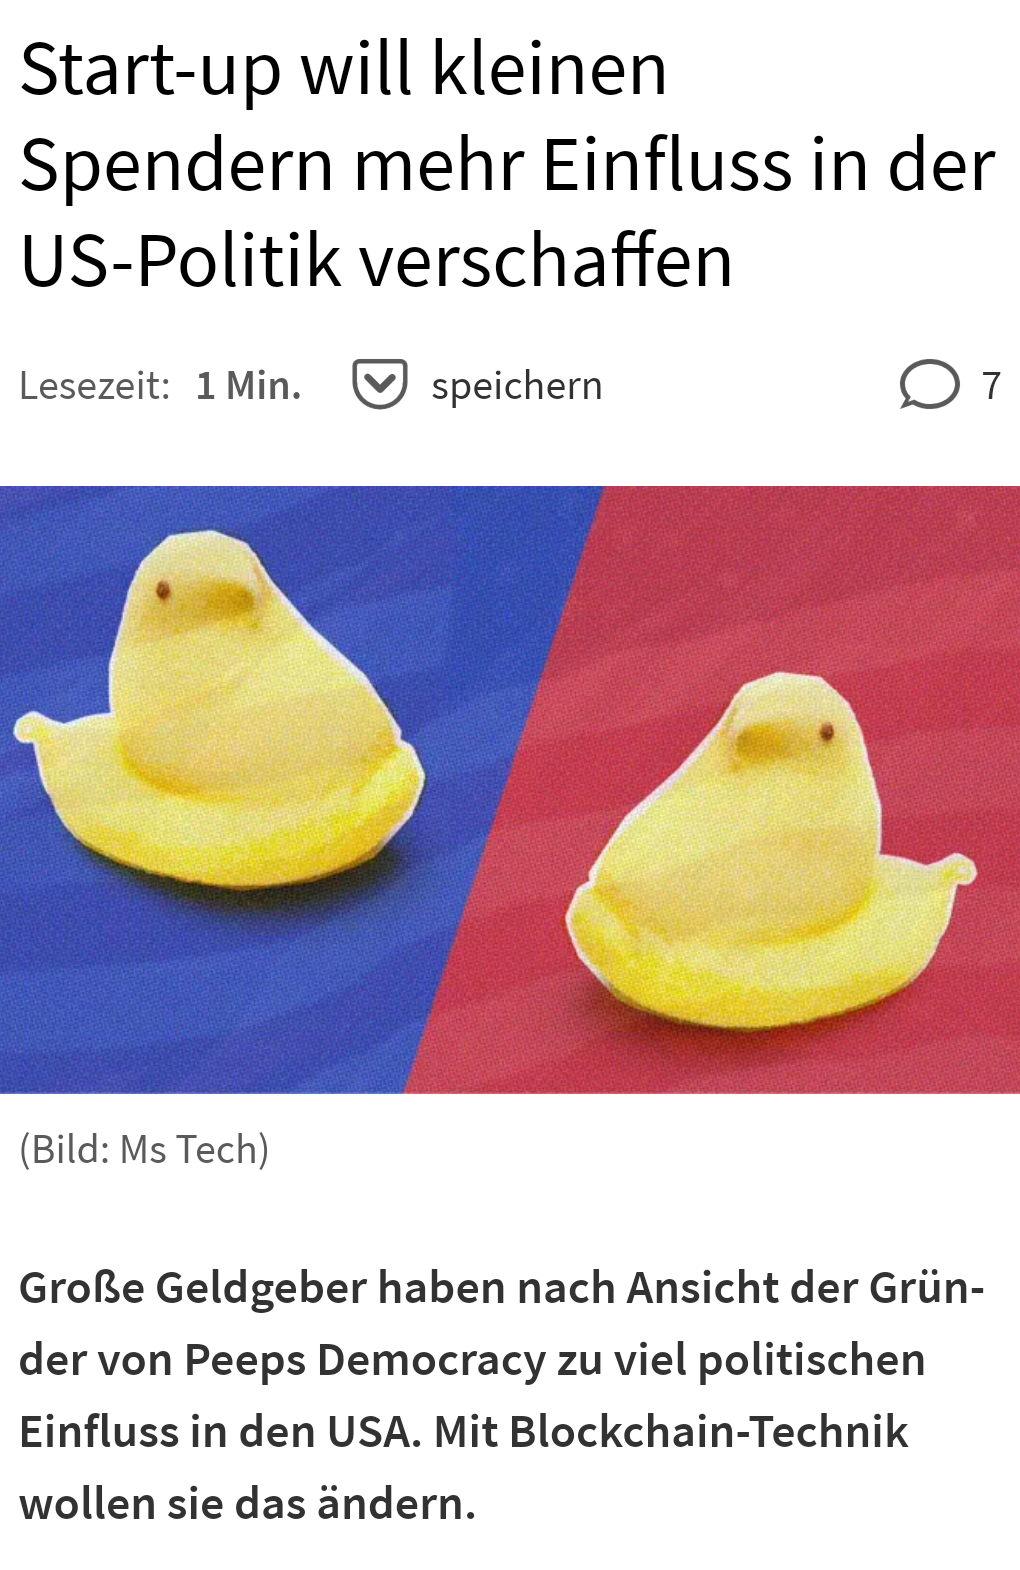 Start-up will kleinen
Spendern mehr Einfluss in der
US-Politik verschaffen
Lesezeit: 1 Min. speichern 7
(Bild: Ms Tech)
Große Geldgeber haben nach Ansicht der Grün-
der von Peeps Democracy zu viel politischen
Einfluss in den USA. Mit Blockchain-Technik
wollen sie das ändern.